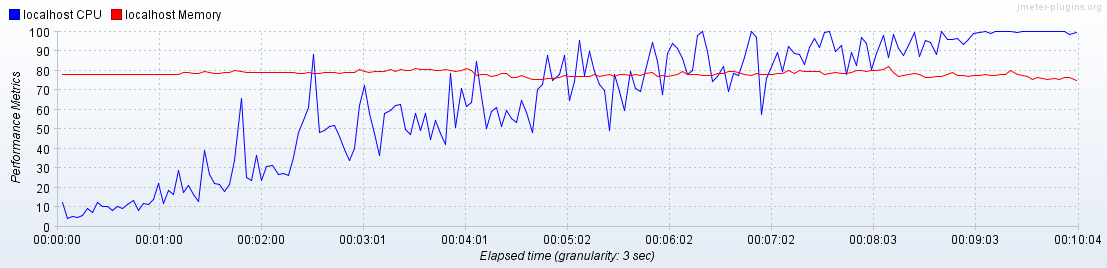 jmeter-plugins.org
localhost CPU localhost Memory
100
90
80
70
60
50
40
30
20
10
0
Performance Metrics
00:00:00 00:01:00 00:02:00 00:03:01 00:04:01 00:05:02 00:06:02 00:07:02 00:08:03 00:09:03 00:10:04
Elapsed time (granularity: 3 sec)